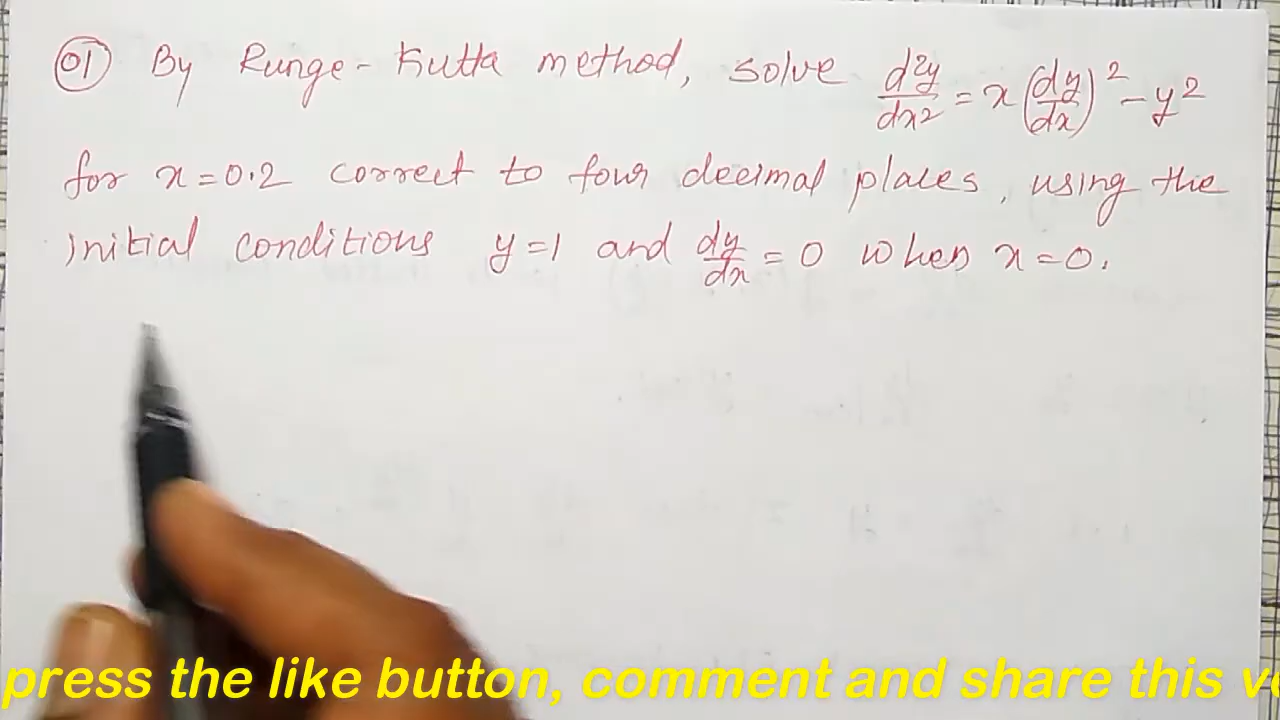 01 By Runge-Kutta method, solve d²y/dx² = x(dy/dx)² - y²
for x=0.2 correct to four decimal places, using the
initial conditions y=1 and dy/dx = 0 when x=0.
press the like button, comment and share this